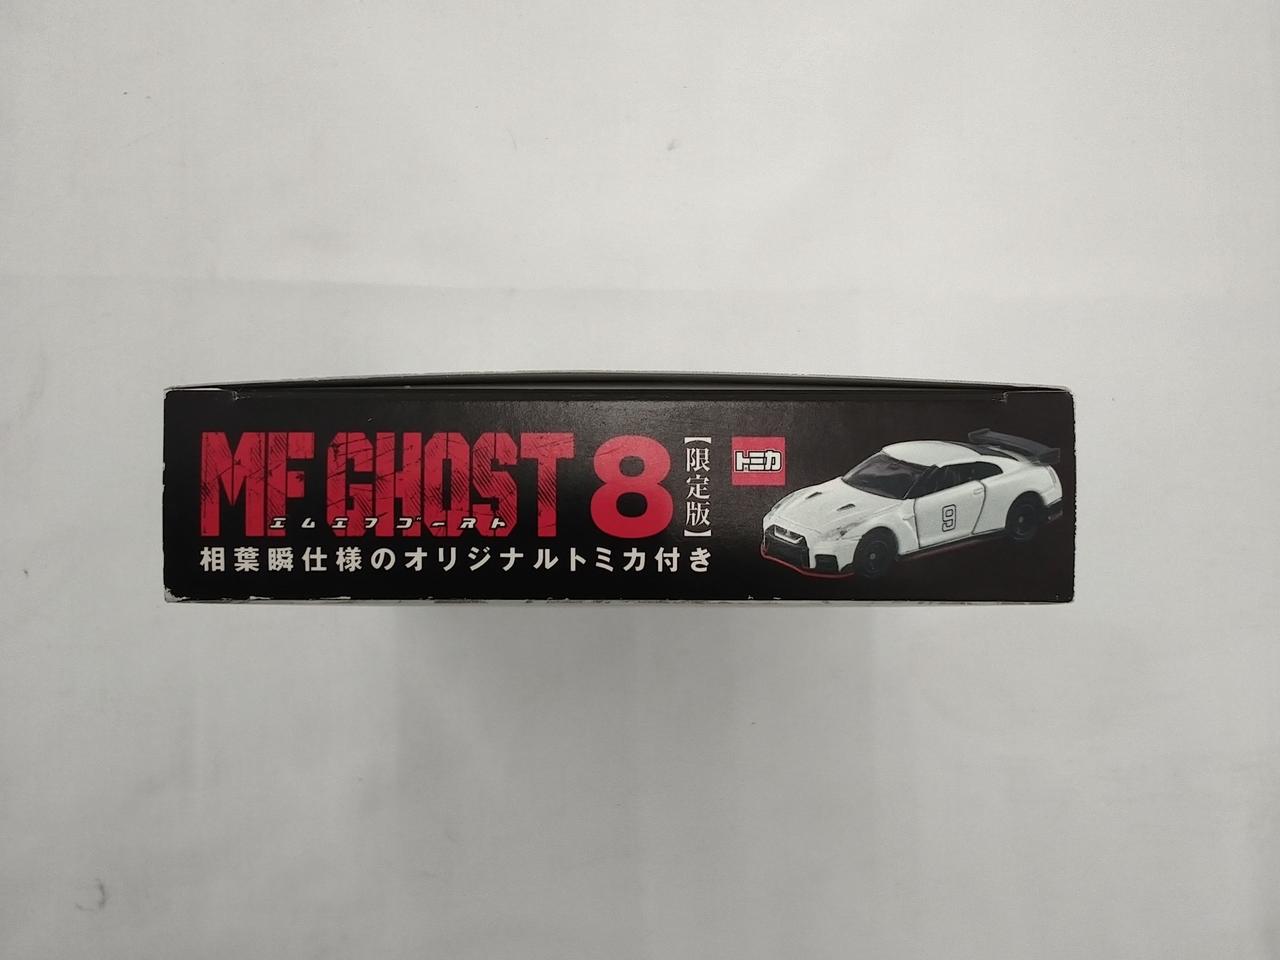 MF GHOST 8
エムエフゴースト
【限定版】
相葉瞬仕様のオリジナルトミカ付き
トミカ
9